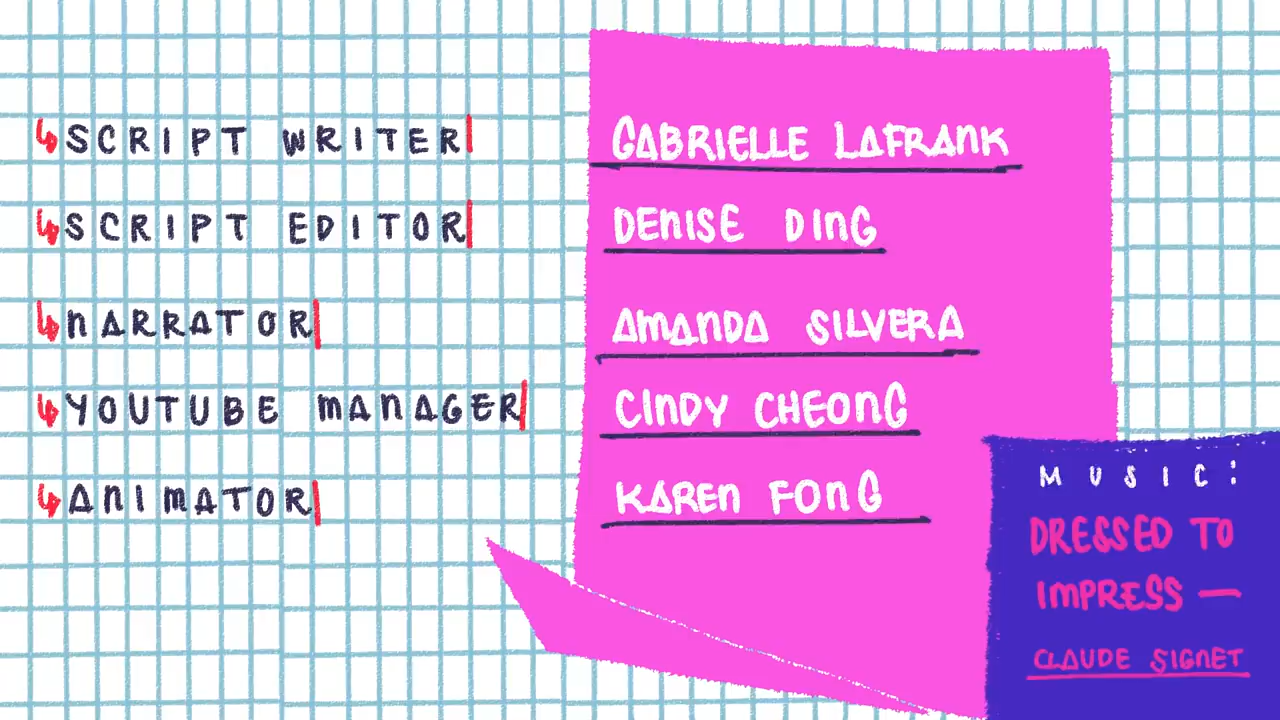 SCRIPT WRITER
GABRIELLE LAFRANK
SCRIPT EDITOR
DENISE DING
NARRATOR
AMANDA SILVERA
YOUTUBE MANAGER
CINDY CHEONG
ANIMATOR
KAREN FONG
MUSIC:
DRESSED TO
IMPRESS —
CLAUDE SIGNET